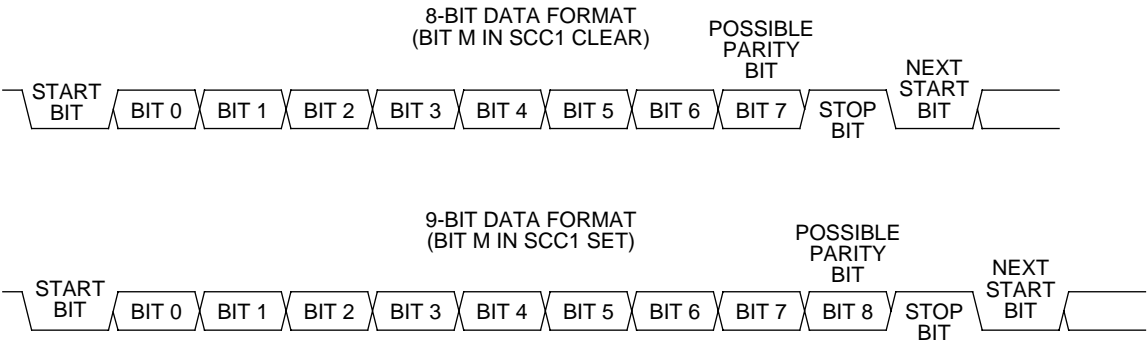 8-BIT DATA FORMAT
(BIT M IN SCC1 CLEAR)
POSSIBLE
PARITY
BIT
START
BIT
BIT 0 BIT 1 BIT 2 BIT 3 BIT 4 BIT 5 BIT 6 BIT 7
STOP
BIT
NEXT
START
BIT
9-BIT DATA FORMAT
(BIT M IN SCC1 SET)
POSSIBLE
PARITY
BIT
START
BIT
BIT 0 BIT 1 BIT 2 BIT 3 BIT 4 BIT 5 BIT 6 BIT 7 BIT 8
STOP
BIT
NEXT
START
BIT